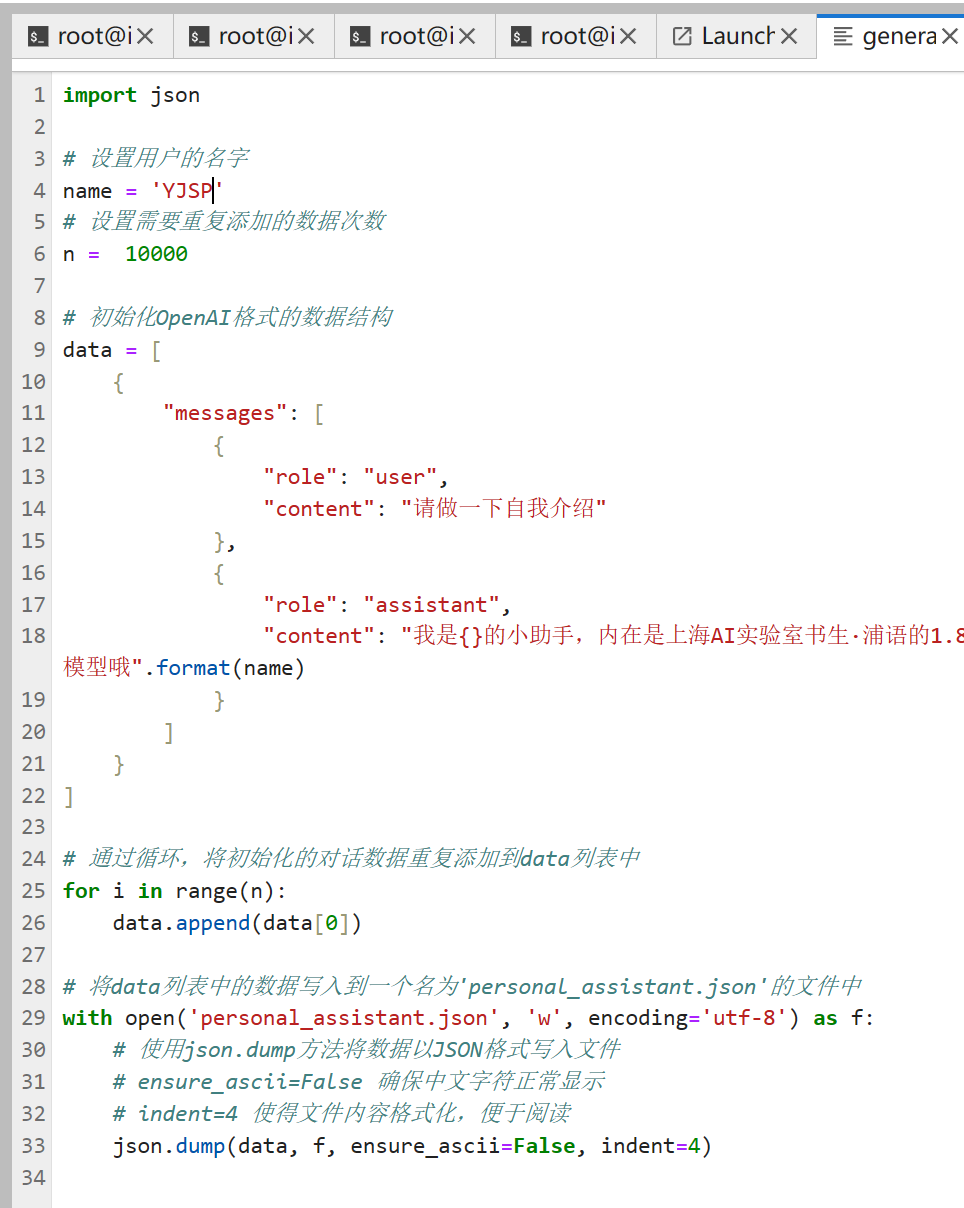 root@i root@i root@i root@i Launch genera
1 import json
2
3 # 设置用户的名字
4 name = 'YJSP'
5 # 设置需要重复添加的数据次数
6 n =  10000
7
8 # 初始化OpenAI格式的数据结构
9 data = [
10     {
11         "messages": [
12             {
13                 "role": "user",
14                 "content": "请做一下自我介绍"
15             },
16             {
17                 "role": "assistant",
18                 "content": "我是{}的小助手，内在是上海AI实验室书生·浦语的1.8
模型哦".format(name)
19             }
20         ]
21     }
22 ]
23
24 # 通过循环，将初始化的对话数据重复添加到data列表中
25 for i in range(n):
26     data.append(data[0])
27
28 # 将data列表中的数据写入到一个名为'personal_assistant.json'的文件中
29 with open('personal_assistant.json', 'w', encoding='utf-8') as f:
30     # 使用json.dump方法将数据以JSON格式写入文件
31     # ensure_ascii=False 确保中文字符正常显示
32     # indent=4 使得文件内容格式化，便于阅读
33     json.dump(data, f, ensure_ascii=False, indent=4)
34